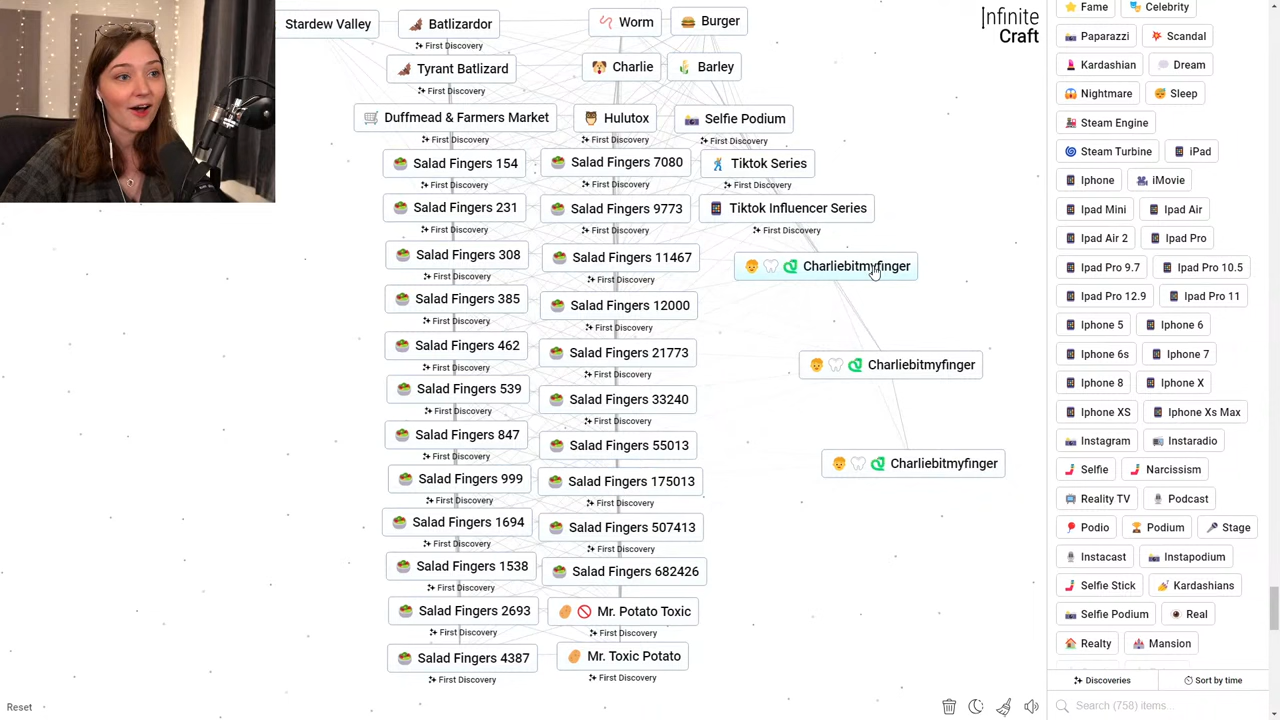 Stardew Valley
Batlizardor
First Discovery
Tyrant Batlizard
First Discovery
Duffmead & Farmers Market
First Discovery
Salad Fingers 154
First Discovery
Salad Fingers 231
First Discovery
Salad Fingers 308
First Discovery
Salad Fingers 385
First Discovery
Salad Fingers 462
First Discovery
Salad Fingers 539
First Discovery
Salad Fingers 847
First Discovery
Salad Fingers 999
First Discovery
Salad Fingers 1694
First Discovery
Salad Fingers 1538
First Discovery
Salad Fingers 2693
First Discovery
Salad Fingers 4387
First Discovery
Worm
Burger
Charlie
Barley
Hulutox
First Discovery
Selfie Podium
First Discovery
Salad Fingers 7080
First Discovery
Tiktok Series
First Discovery
Salad Fingers 9773
First Discovery
Tiktok Influencer Series
First Discovery
Salad Fingers 11467
First Discovery
Salad Fingers 12000
First Discovery
Salad Fingers 21773
First Discovery
Salad Fingers 33240
First Discovery
Salad Fingers 55013
First Discovery
Salad Fingers 175013
First Discovery
Salad Fingers 507413
First Discovery
Salad Fingers 682426
Mr. Potato Toxic
First Discovery
Mr. Toxic Potato
First Discovery
Charliebitmyfinger
Charliebitmyfinger
Charliebitmyfinger
Infinite
Craft
Fame Celebrity
Paparazzi Scandal
Kardashian Dream
Nightmare Sleep
Steam Engine
Steam Turbine iPad
Iphone iMovie
Ipad Mini Ipad Air
Ipad Air 2 Ipad Pro
Ipad Pro 9.7 Ipad Pro 10.5
Ipad Pro 12.9 Ipad Pro 11
Iphone 5 Iphone 6
Iphone 6s Iphone 7
Iphone 8 Iphone X
Iphone XS Iphone Xs Max
Instagram Instaradio
Selfie Narcissism
Reality TV Podcast
Podio Podium Stage
Instacast Instapodium
Selfie Stick Kardashians
Selfie Podium Real
Realty Mansion
Discoveries Sort by time
Search (758) items...
Reset